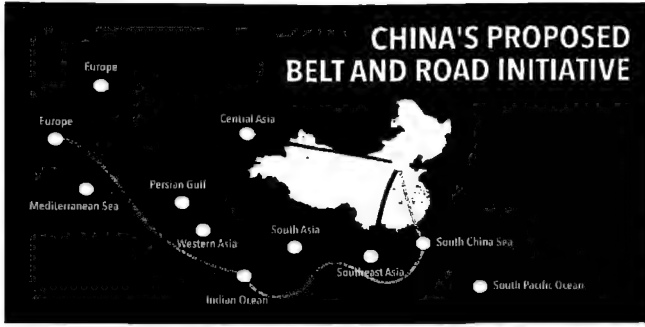 CHINA'S PROPOSED
BELT AND ROAD INITIATIVE
Europe
Europe
Central Asia
Persian Gulf
Mediterranean Sea
Western Asia
South Asia
South China Sea
Southeast Asia
Indian Ocean
South Pacific Ocean